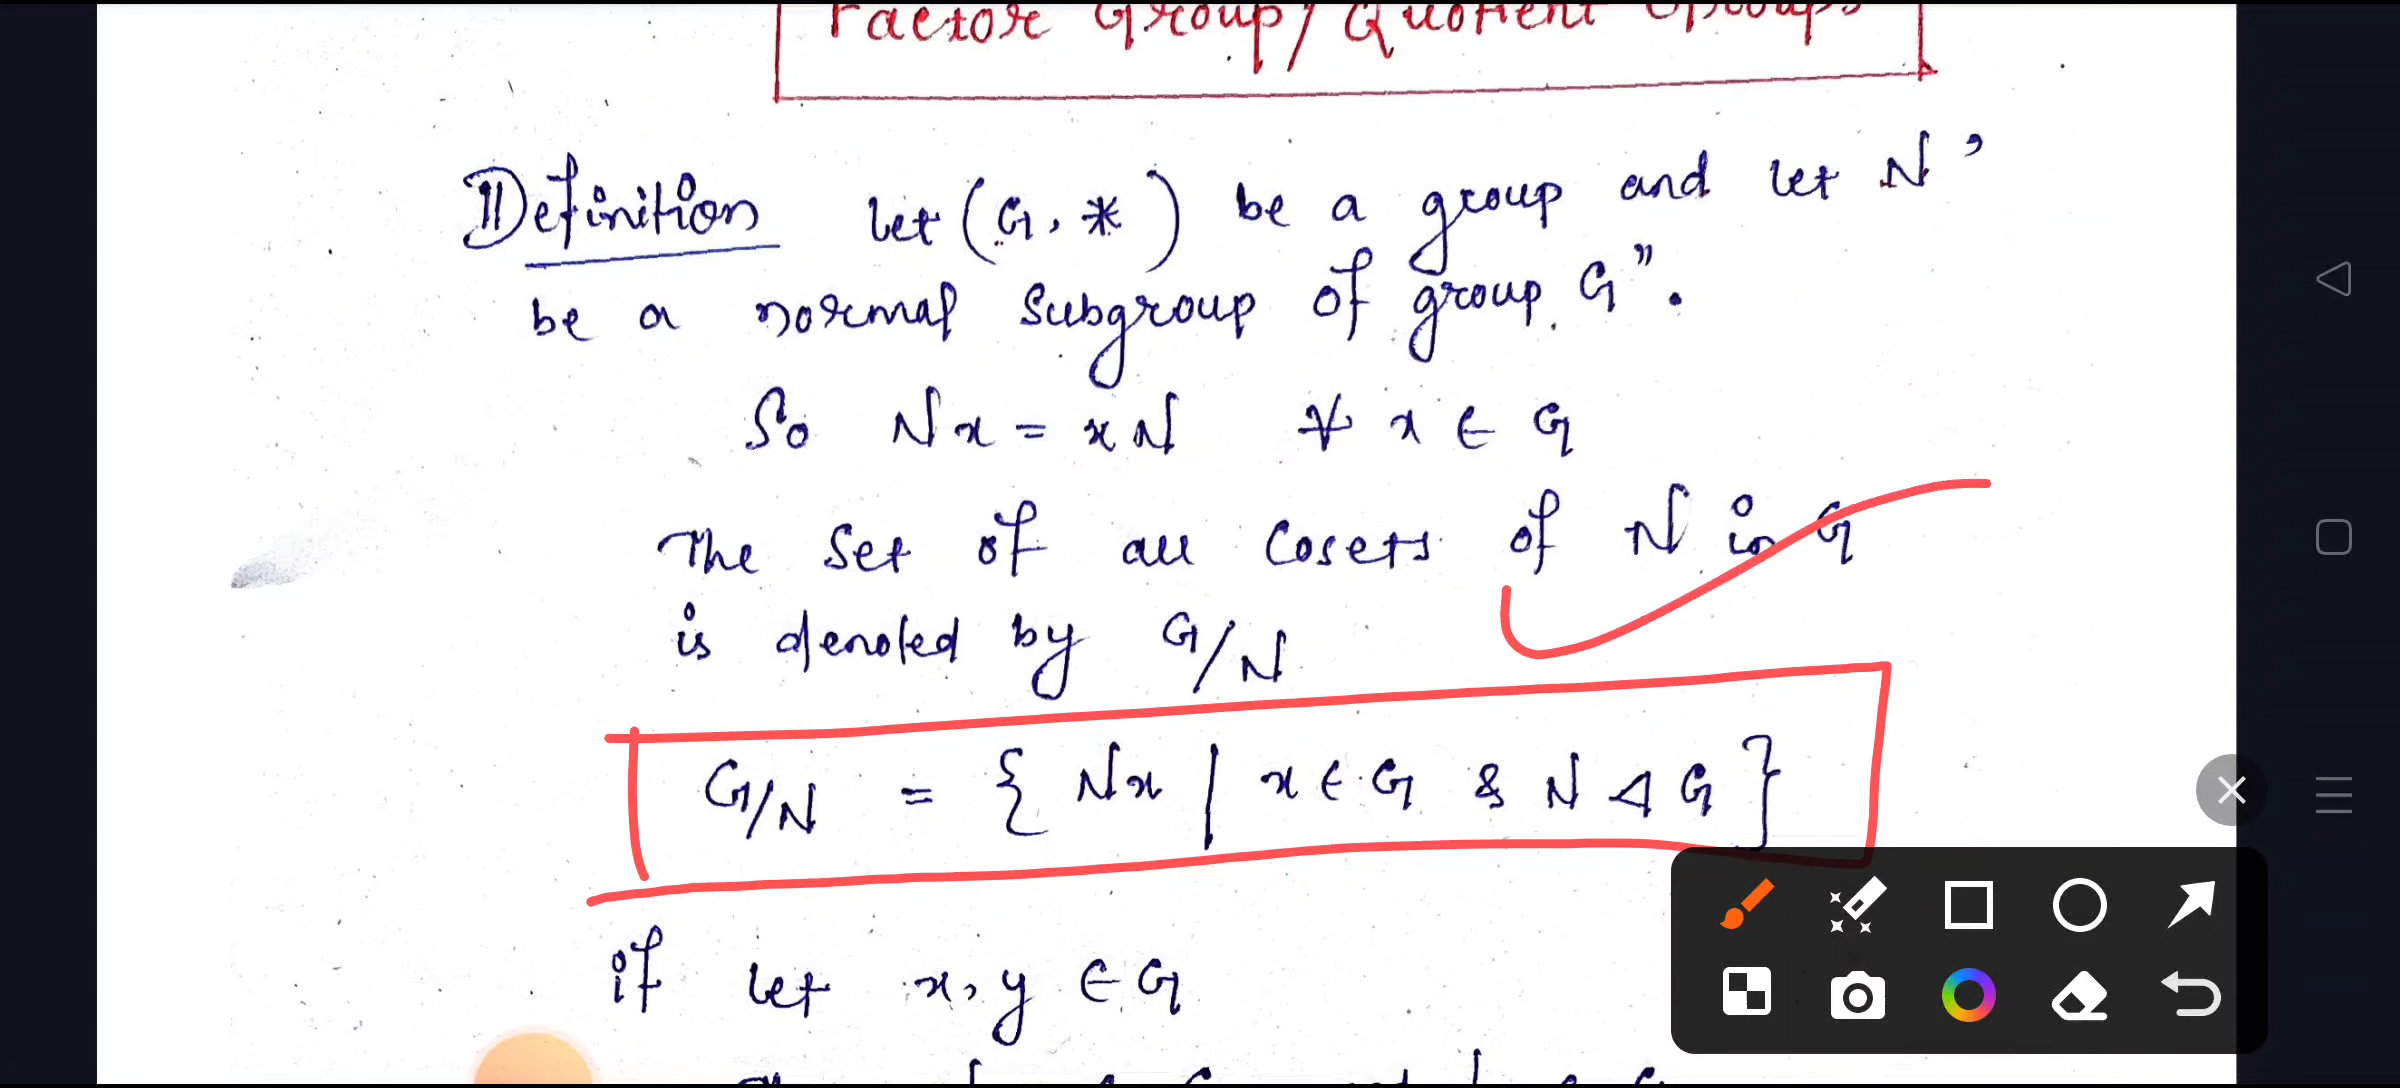 Factor Group/Quotient Groups
Definition let (G, *) be a group and let N'
be a normal subgroup of group G".
So Nx = xN ∀ x ∈ G
The set of all cosets of N in G
is denoted by G/N
G/N = { Nx | x ∈ G & N ⊲ G }
if let x, y ∈ G